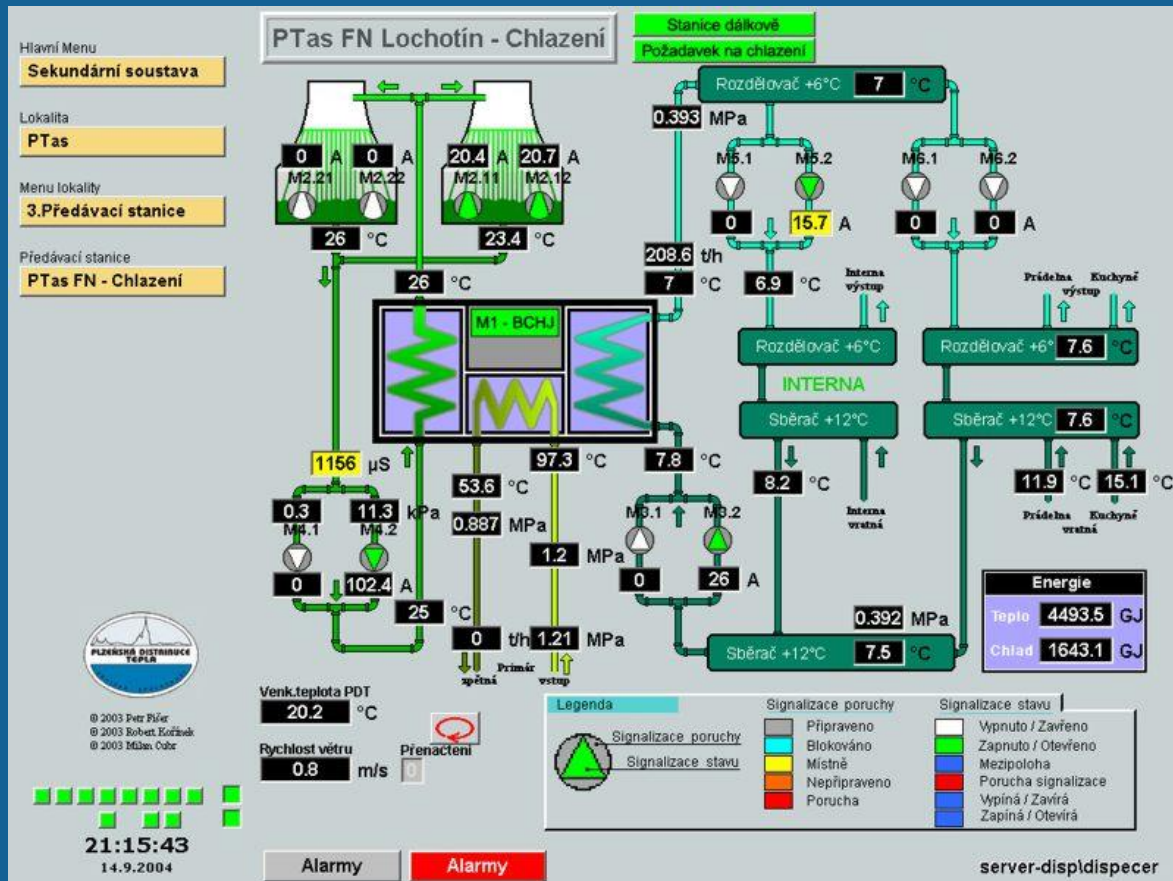 PTas FN Lochotín - Chlazení
Stanice dálkově
Požadavek na chlazení
Hlavní Menu
Sekundární soustava
Lokalita
PTas
Menu lokality
3.Předávací stanice
Předávací stanice
PTas FN - Chlazení
Rozdělovač +6°C 7 °C
0.393 MPa
0 A 0 A 20.4 A 20.7 A
M2.21 M2.22 M2.11 M2.12
26 °C 23.4 °C
M5.1 M5.2 M6.1 M6.2
0 15.7 A 0 0 A
208.6 t/h
26 °C
7 °C
6.9 °C
Interna výstup
Prádelna Kuchyně
výstup
M1 - BCHJ
Rozdělovač +6°C
Rozdělovač +6° 7.6 °C
INTERNA
Sběrač +12°C
Sběrač +12°C 7.6 °C
1156 µS
97.3 °C
7.8 °C
53.6 °C
8.2 °C
11.9 °C 15.1 °C
Interna vratná
Prádelna Kuchyně
vratná
0.3 11.3 kPa
0.887 MPa
M4.1 M4.2
M3.1 M3.2
1.2 MPa
0 102.4 A
0 26 A
25 °C
0 t/h 1.21 MPa
Primár
zpětná vstup
0.392 MPa
Sběrač +12°C 7.5 °C
Energie
Teplo 4493.5 GJ
Chlad 1643.1 GJ
PLZEŇSKÁ DISTRIBUCE
TEPLA
© 2003 Petr Fišer
© 2003 Robert Kořínek
© 2003 Milan Cubr
Venk.teplota PDT
20.2 °C
Rychlost větru
0.8 m/s
Přenačtení
0
Legenda
Signalizace poruchy
Signalizace stavu
Signalizace poruchy
Připraveno
Blokováno
Místně
Nepřipraveno
Porucha
Signalizace stavu
Vypnuto / Zavřeno
Zapnuto / Otevřeno
Mezipoloha
Porucha signalizace
Vypíná / Zavírá
Zapíná / Otevírá
21:15:43
14.9.2004
Alarmy
Alarmy
server-disp\dispecer